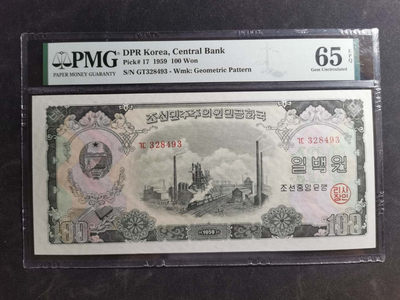 PMG
PAPER MONEY GUARANTY
DPR Korea, Central Bank
Pick# 17 1959 100 Won
S/N GT328493 - Wmk: Geometric Pattern
65 EPQ
Gem Uncirculated
조선민주주의인민공화국
ㄱㄷ 328493
328493
일백원
조선중앙은행
100
1959
100